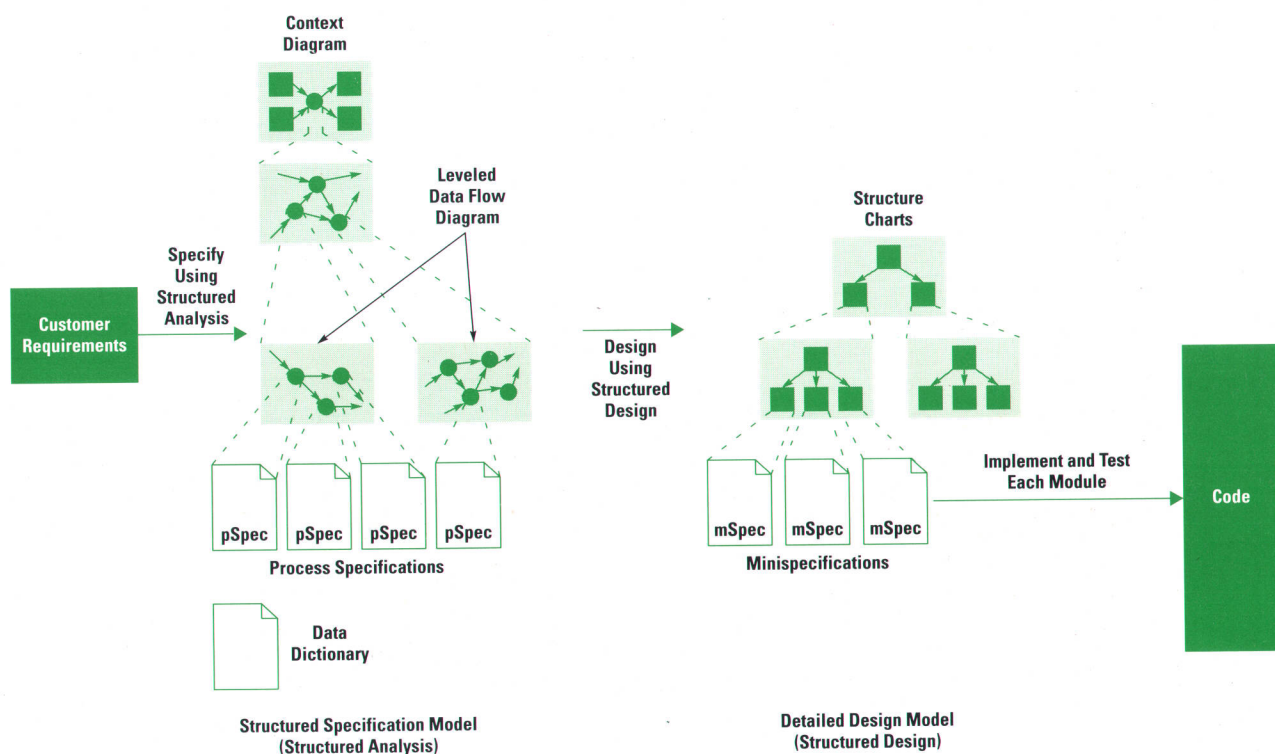 Context
Diagram
Leveled
Data Flow
Diagram
Structure
Charts
Specify
Using
Structured
Analysis
Customer
Requirements
Design
Using
Structured
Design
Implement and Test
Each Module
Code
pSpec
pSpec
pSpec
pSpec
mSpec
mSpec
mSpec
Process Specifications
Minispecifications
Data
Dictionary
Structured Specification Model
(Structured Analysis)
Detailed Design Model
(Structured Design)